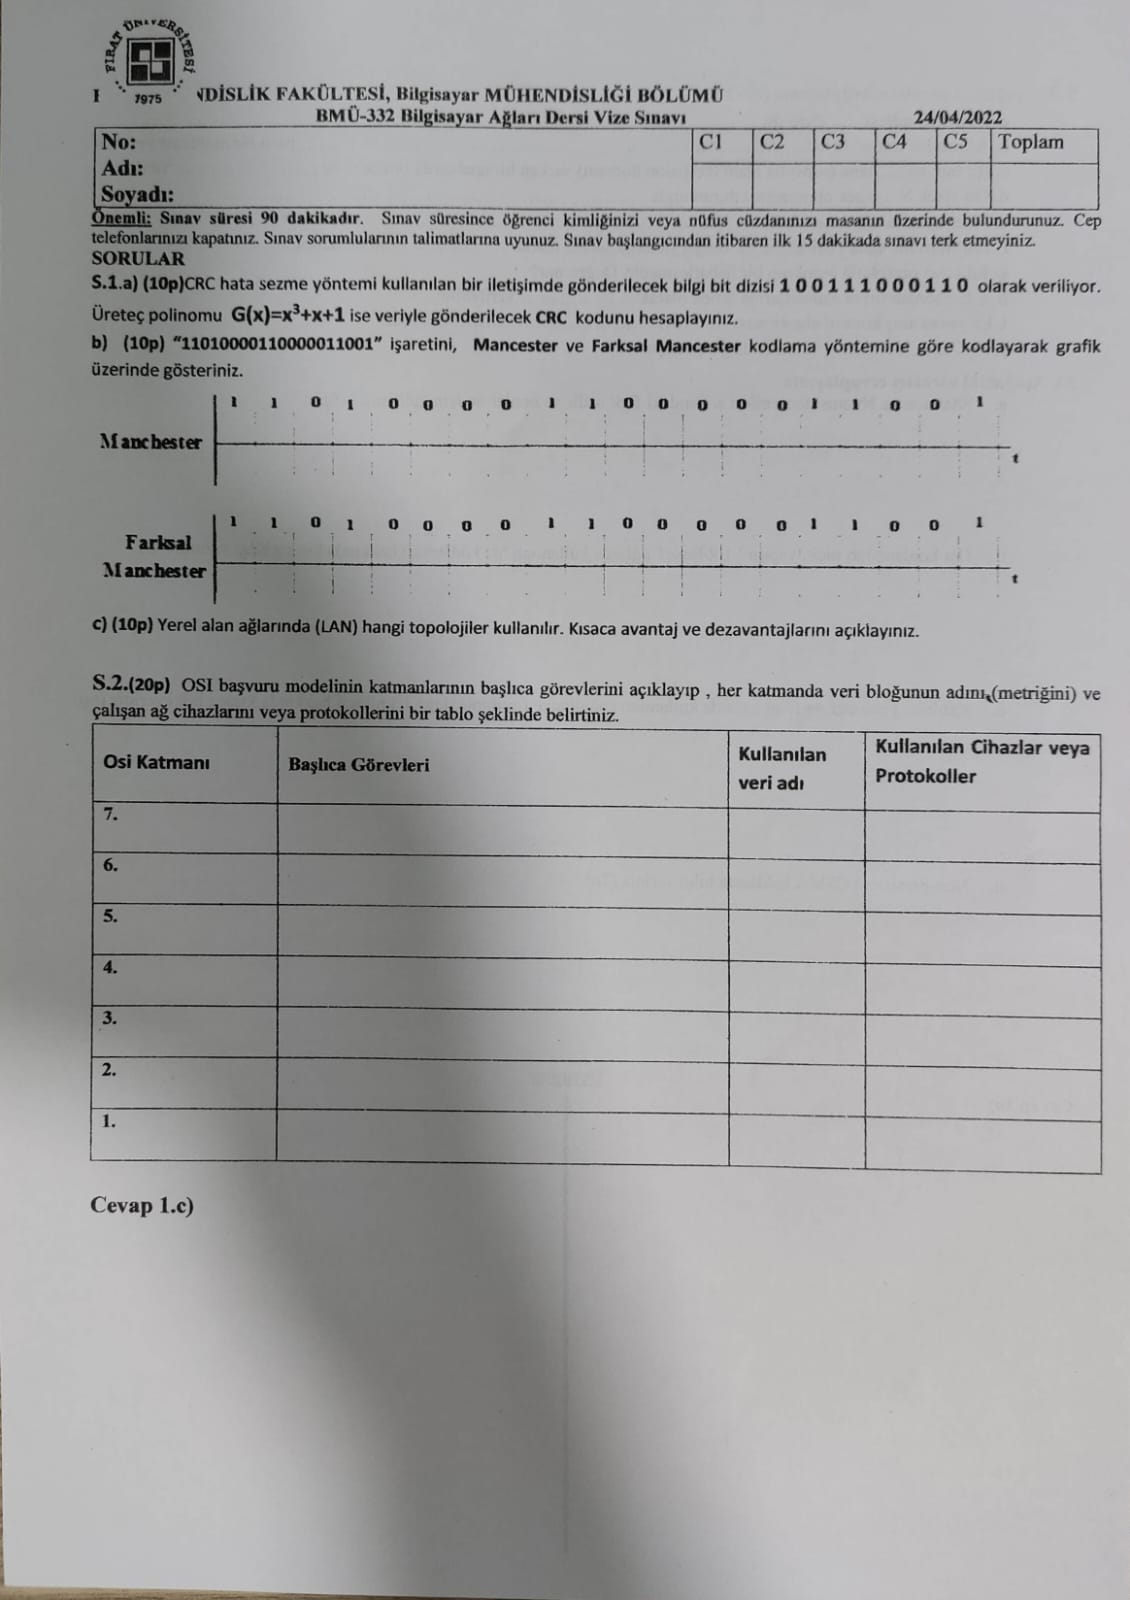 FIRAT ÜNİVERSİTESİ
1975
NDİSLİK FAKÜLTESİ, Bilgisayar MÜHENDİSLİĞİ BÖLÜMÜ
BMÜ-332 Bilgisayar Ağları Dersi Vize Sınavı 24/04/2022
No: C1 C2 C3 C4 C5 Toplam
Adı:
Soyadı:
Önemli: Sınav süresi 90 dakikadır. Sınav süresince öğrenci kimliğinizi veya nüfus cüzdanınızı masanın üzerinde bulundurunuz. Cep
telefonlarınızı kapatınız. Sınav sorumlularının talimatlarına uyunuz. Sınav başlangıcından itibaren ilk 15 dakikada sınavı terk etmeyiniz.
SORULAR
S.1.a) (10p)CRC hata sezme yöntemi kullanılan bir iletişimde gönderilecek bilgi bit dizisi 1 0 0 1 1 1 0 0 0 1 1 0 olarak veriliyor.
Üreteç polinomu G(x)=x³+x+1 ise veriyle gönderilecek CRC kodunu hesaplayınız.
b) (10p) “11010000110000011001” işaretini, Mancester ve Farksal Mancester kodlama yöntemine göre kodlayarak grafik
üzerinde gösteriniz.
1 1 0 1 0 0 0 0 1 1 0 0 0 0 0 1 1 0 0 1
Manchester
t
1 1 0 1 0 0 0 0 1 1 0 0 0 0 0 1 1 0 0 1
Farksal
Manchester
t
c) (10p) Yerel alan ağlarında (LAN) hangi topolojiler kullanılır. Kısaca avantaj ve dezavantajlarını açıklayınız.
S.2.(20p) OSI başvuru modelinin katmanlarının başlıca görevlerini açıklayıp , her katmanda veri bloğunun adını,(metriğini) ve
çalışan ağ cihazlarını veya protokollerini bir tablo şeklinde belirtiniz.
Osi Katmanı Başlıca Görevleri Kullanılan veri adı Kullanılan Cihazlar veya Protokoller
7.
6.
5.
4.
3.
2.
1.
Cevap 1.c)